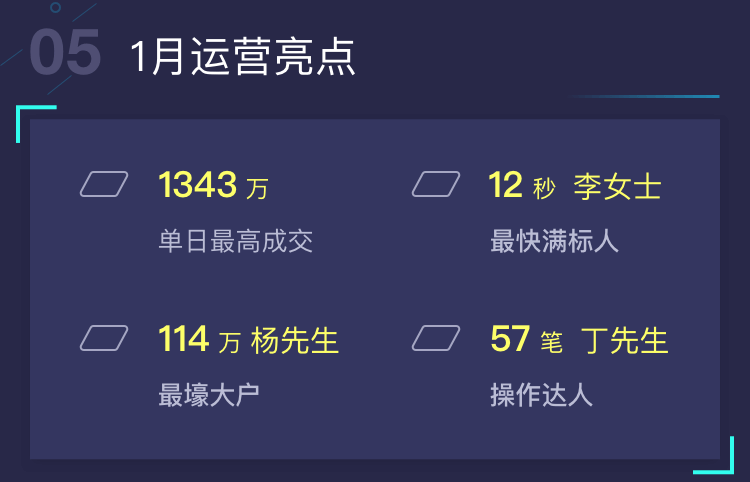 05 1月运营亮点
1343 万
单日最高成交
12 秒 李女士
最快满标人
114 万 杨先生
最壕大户
57 笔 丁先生
操作达人